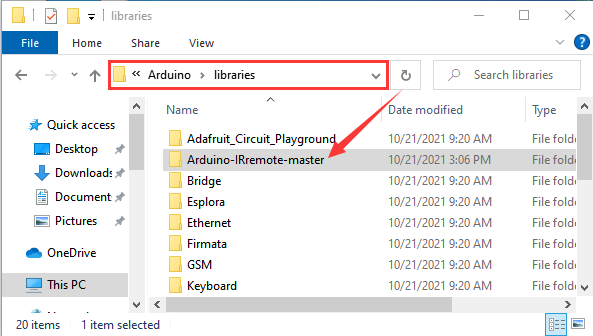 libraries
File Home Share View
« Arduino › libraries
Search libraries
Name Date modified Type
Quick access
Desktop
Downloads
Document
Pictures
OneDrive
This PC
Adafruit_Circuit_Playground 10/21/2021 9:20 AM File folde
Arduino-IRremote-master 10/21/2021 3:06 PM File folde
Bridge 10/21/2021 9:20 AM File folde
Esplora 10/21/2021 9:20 AM File folde
Ethernet 10/21/2021 9:20 AM File folde
Firmata 10/21/2021 9:20 AM File folde
GSM 10/21/2021 9:20 AM File folde
Keyboard 10/21/2021 9:20 AM File folde
20 items 1 item selected